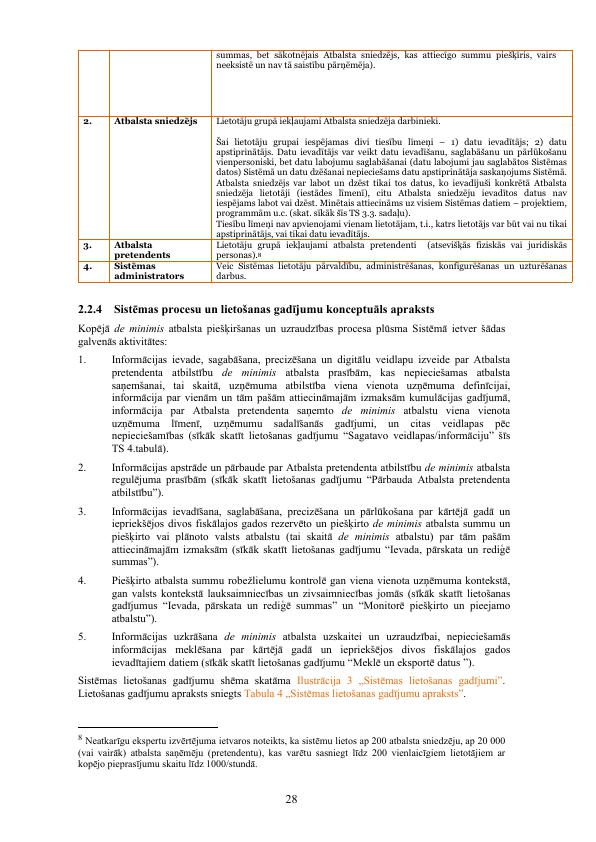 summas, bet sākotnējais Atbalsta sniedzējs, kas attiecīgo summu piešķīris, vairs
neeksistē un nav tā saistību pārņēmēja).
2. Atbalsta sniedzējs Lietotāju grupā iekļaujami Atbalsta sniedzēja darbinieki.
Šai lietotāju grupai iespējamas divi tiesību līmeņi – 1) datu ievadītājs; 2) datu
apstiprinātājs. Datu ievadītājs var veikt datu ievadīšanu, saglabāšanu un pārlūkošanu
vienpersoniski, bet datu labojumu saglabāšanai (datu labojumi jau saglabātos Sistēmas
datos) Sistēmā un datu dzēšanai nepieciešams datu apstiprinātāja saskaņojums Sistēmā.
Atbalsta sniedzējs var labot un dzēst tikai tos datus, ko ievadījuši konkrētā Atbalsta
sniedzēja lietotāji (iestādes līmenī), citu Atbalsta sniedzēju ievadītos datus nav
iespējams labot vai dzēst. Minētais attiecināms uz visiem Sistēmas datiem – projektiem,
programmām u.c. (skat. sīkāk šīs TS 3.3. sadaļu).
Tiesību līmeņi nav apvienojami vienam lietotājam, t.i., katrs lietotājs var būt vai nu tikai
apstiprinātājs, vai tikai datu ievadītājs.
3. Atbalsta pretendents Lietotāju grupā iekļaujami atbalsta pretendenti (atsevišķas fiziskās vai juridiskās
personas).8
4. Sistēmas administrators Veic Sistēmas lietotāju pārvaldību, administrēšanas, konfigurēšanas un uzturēšanas
darbus.
2.2.4 Sistēmas procesu un lietošanas gadījumu konceptuāls apraksts
Kopējā de minimis atbalsta piešķiršanas un uzraudzības procesa plūsma Sistēmā ietver šādas
galvenās aktivitātes:
1. Informācijas ievade, sagabāšana, precizēšana un digitālu veidlapu izveide par Atbalsta
pretendenta atbilstību de minimis atbalsta prasībām, kas nepieciešamas atbalsta
saņemšanai, tai skaitā, uzņēmuma atbilstība viena vienota uzņēmuma definīcijai,
informācija par vienām un tām pašām attiecināmajām izmaksām kumulācijas gadījumā,
informācija par Atbalsta pretendenta saņemto de minimis atbalstu viena vienota
uzņēmuma līmenī, uzņēmumu sadalīšanās gadījumi, un citas veidlapas pēc
nepieciešamības (sīkāk skatīt lietošanas gadījumu “Sagatavo veidlapas/informāciju” šīs
TS 4.tabulā).
2. Informācijas apstrāde un pārbaude par Atbalsta pretendenta atbilstību de minimis atbalsta
regulējuma prasībām (sīkāk skatīt lietošanas gadījumu “Pārbauda Atbalsta pretendenta
atbilstību”).
3. Informācijas ievadīšana, saglabāšana, precizēšana un pārlūkošana par kārtējā gadā un
iepriekšējos divos fiskālajos gados rezervēto un piešķirto de minimis atbalsta summu un
piešķirto vai plānoto valsts atbalstu (tai skaitā de minimis atbalstu) par tām pašām
attiecināmajām izmaksām (sīkāk skatīt lietošanas gadījumu “Ievada, pārskata un rediģē
summas”).
4. Piešķirto atbalsta summu robežlielumu kontrolē gan viena vienota uzņēmuma kontekstā,
gan valsts kontekstā lauksaimniecības un zivsaimniecības jomās (sīkāk skatīt lietošanas
gadījumus “Ievada, pārskata un rediģē summas” un “Monitorē piešķirto un pieejamo
atbalstu”).
5. Informācijas uzkrāšana de minimis atbalsta uzskaitei un uzraudzībai, nepieciešamās
informācijas meklēšana par kārtējā gadā un iepriekšējos divos fiskālajos gados
ievadītajiem datiem (sīkāk skatīt lietošanas gadījumu “Meklē un eksportē datus ”).
Sistēmas lietošanas gadījumu shēma skatāma Ilustrācija 3 „Sistēmas lietošanas gadījumi”.
Lietošanas gadījumu apraksts sniegts Tabula 4 „Sistēmas lietošanas gadījumu apraksts”.
8 Neatkarīgu ekspertu izvērtējuma ietvaros noteikts, ka sistēmu lietos ap 200 atbalsta sniedzēju, ap 20 000
(vai vairāk) atbalsta saņēmēju (pretendentu), kas varētu sasniegt līdz 200 vienlaicīgiem lietotājiem ar
kopējo pieprasījumu skaitu līdz 1000/stundā.
28